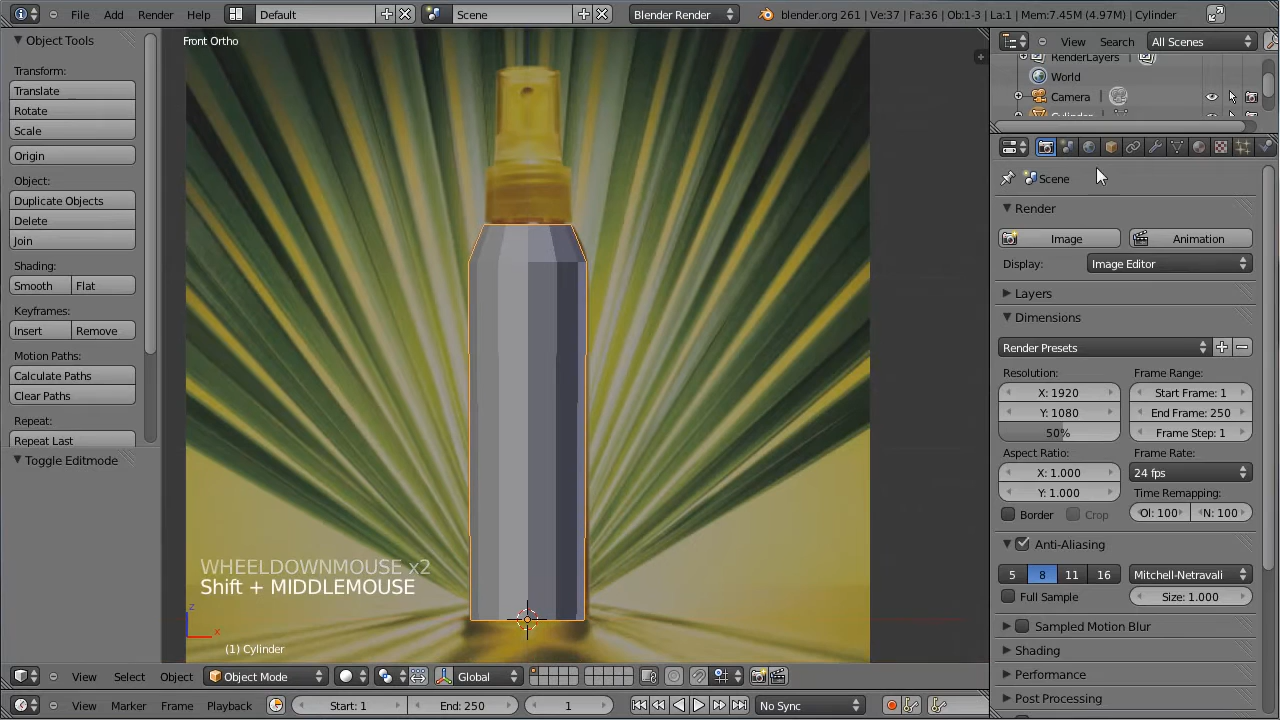 File Add Render Help Default Scene Blender Render blender.org 261 | Ve:37 | Fa:36 | Ob:1-3 | La:1 | Mem:7.45M (4.97M) | Cylinder
Object Tools
Transform:
Translate
Rotate
Scale
Origin
Object:
Duplicate Objects
Delete
Join
Shading:
Smooth Flat
Keyframes:
Insert Remove
Motion Paths:
Calculate Paths
Clear Paths
Repeat:
Repeat Last
Toggle Editmode
Front Ortho
WHEELDOWNMOUSE x2
Shift + MIDDLEMOUSE
z
x
(1) Cylinder
View Select Object Object Mode Global
View Marker Frame Playback Start: 1 End: 250 1 No Sync
View Search All Scenes
RenderLayers |
World
Camera |
Cylinder
Scene
Render
Image Animation
Display: Image Editor
Layers
Dimensions
Render Presets
Resolution: Frame Range:
X: 1920 Start Frame: 1
Y: 1080 End Frame: 250
50% Frame Step: 1
Aspect Ratio: Frame Rate:
X: 1.000 24 fps
Y: 1.000 Time Remapping:
Border Crop Ol: 100 N: 100
Anti-Aliasing
5 8 11 16 Mitchell-Netravali
Full Sample Size: 1.000
Sampled Motion Blur
Shading
Performance
Post Processing